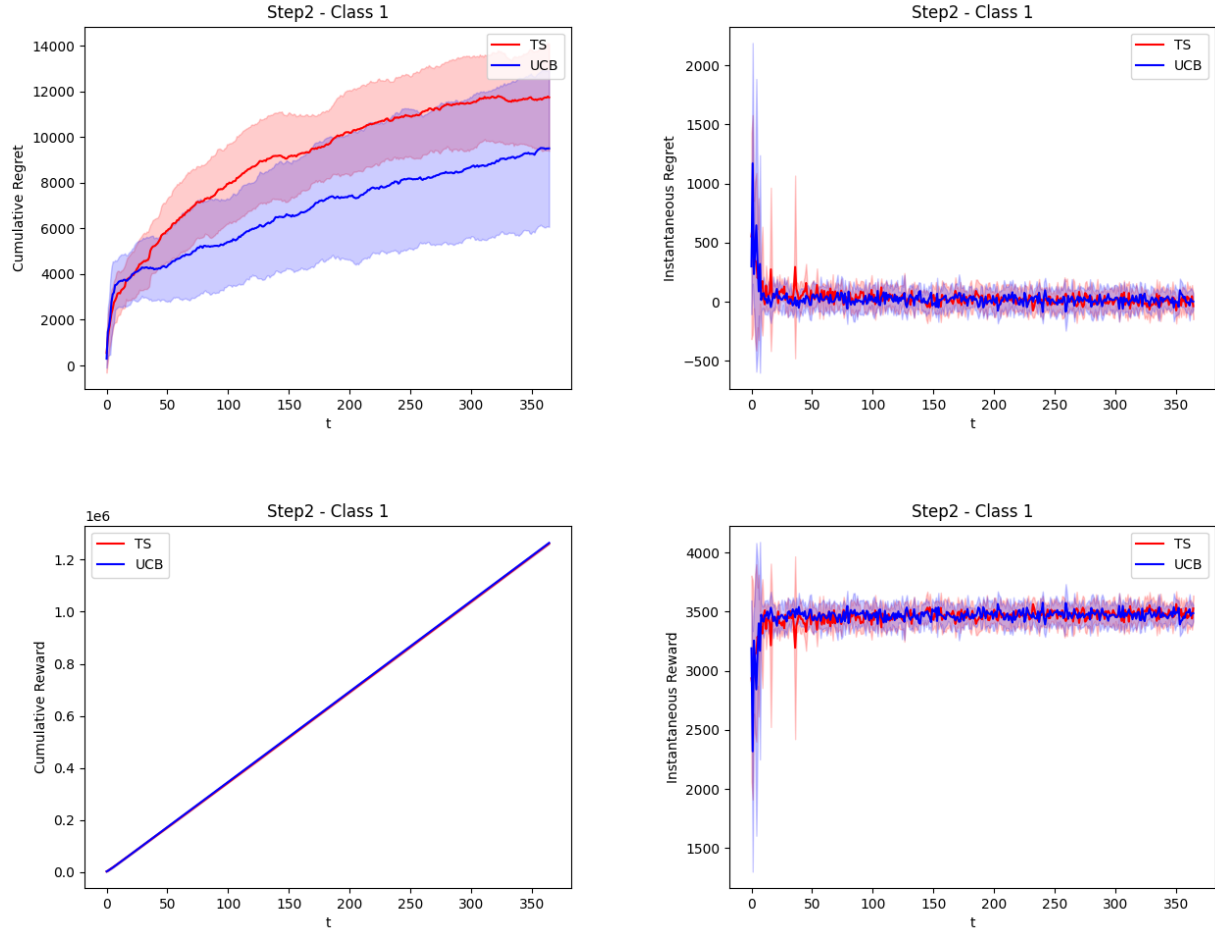 Step2 - Class 1
TS
UCB
14000
12000
10000
8000
6000
4000
2000
0
Cumulative Regret
0 50 100 150 200 250 300 350
t
Step2 - Class 1
TS
UCB
2000
1500
1000
500
0
−500
Instantaneous Regret
0 50 100 150 200 250 300 350
t
Step2 - Class 1
1e6
TS
UCB
1.2
1.0
0.8
0.6
0.4
0.2
0.0
Cumulative Reward
0 50 100 150 200 250 300 350
t
Step2 - Class 1
TS
UCB
4000
3500
3000
2500
2000
1500
Instantaneous Reward
0 50 100 150 200 250 300 350
t